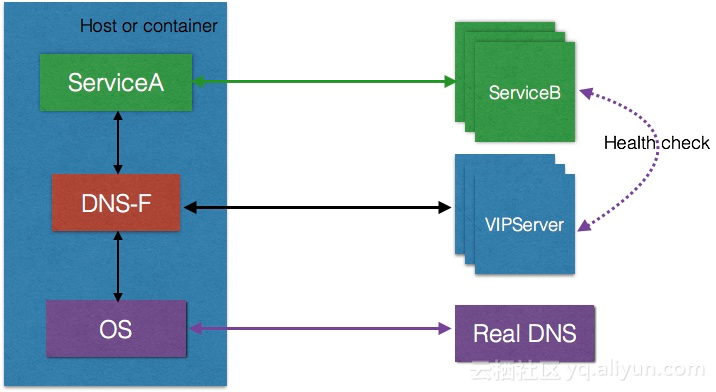 Host or container
ServiceA
ServiceB
Health check
DNS-F
VIPServer
OS
Real DNS
云栖社区 yq.aliyun.com